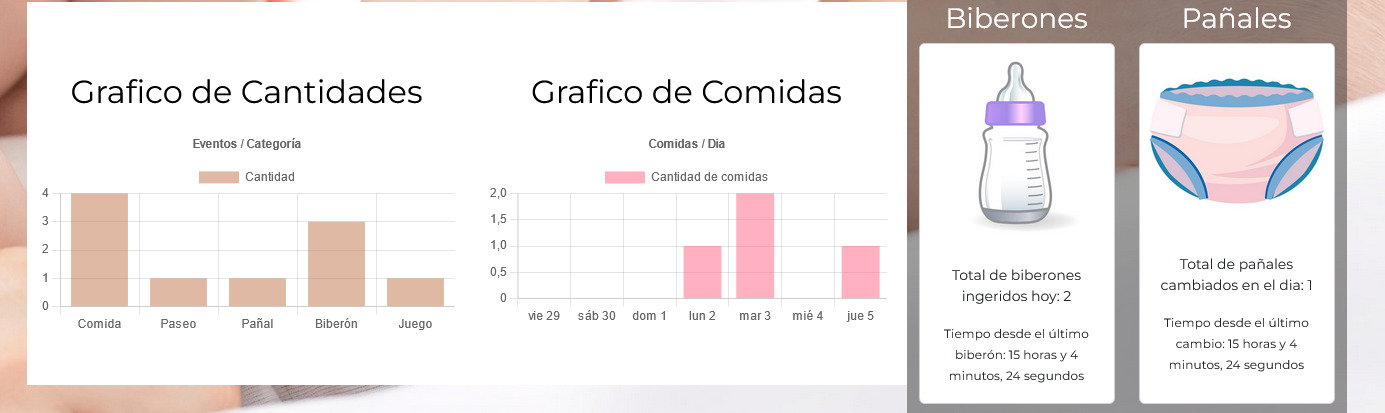 Grafico de Cantidades
Eventos / Categoría
Cantidad
4
3
2
1
0
Comida Paseo Pañal Biberón Juego
Grafico de Comidas
Comidas / Dia
Cantidad de comidas
2,0
1,5
1,0
0,5
0
vie 29 sáb 30 dom 1 lun 2 mar 3 mié 4 jue 5
Biberones
Total de biberones
ingeridos hoy: 2
Tiempo desde el último
biberón: 15 horas y 4
minutos, 24 segundos
Pañales
Total de pañales
cambiados en el dia: 1
Tiempo desde el último
cambio: 15 horas y 4
minutos, 24 segundos